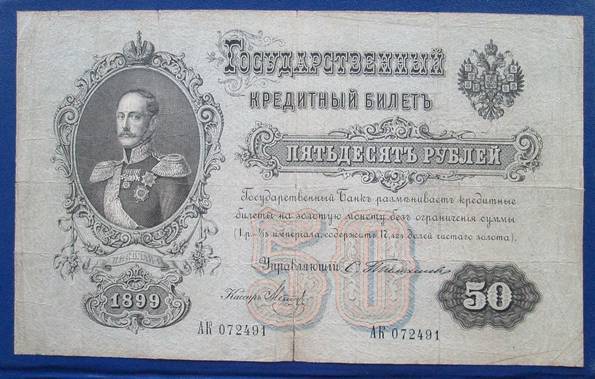 ГОСУДАРСТВЕННЫЙ
КРЕДИТНЫЙ БИЛЕТЪ
ПЯТЬДЕСЯТЪ РУБЛЕЙ
Государственный Банкъ размѣниваетъ кредитные
билеты на золотую монету безъ ограниченія суммы
(1 р. = 1/15 имперіала, содержитъ 17,424 долей чистаго золота).
Управляющій
Кассиръ
50
1899
50
АК 072491
АК 072491